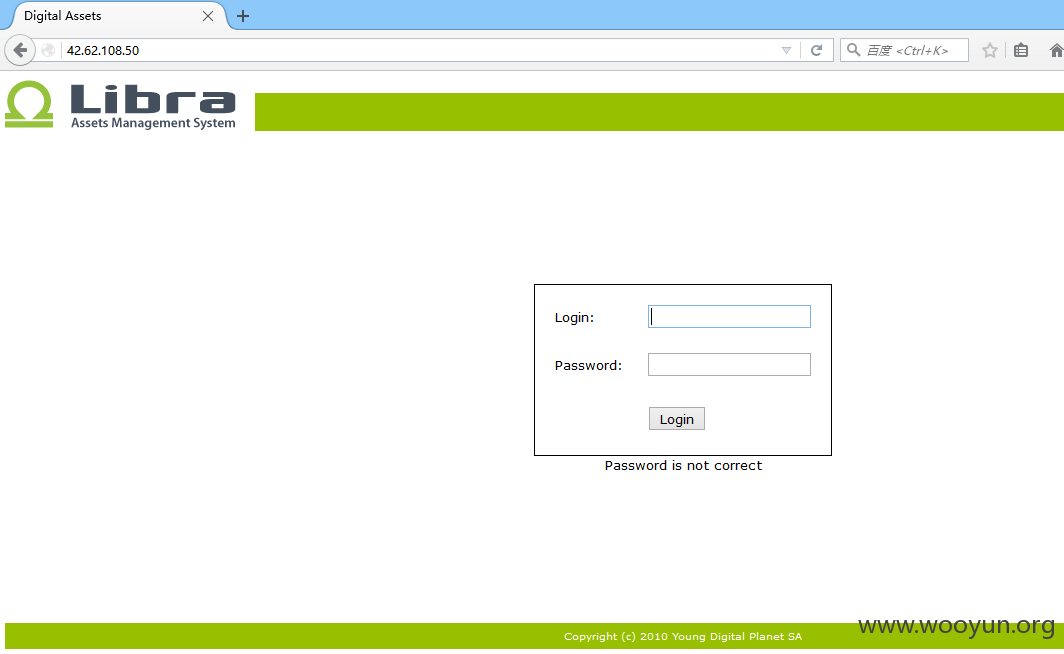 Digital Assets
42.62.108.50
百度 <Ctrl+K>
Libra
Assets Management System
Login:
Password:
Login
Password is not correct
www.wooyun.org
Copyright (c) 2010 Young Digital Planet SA